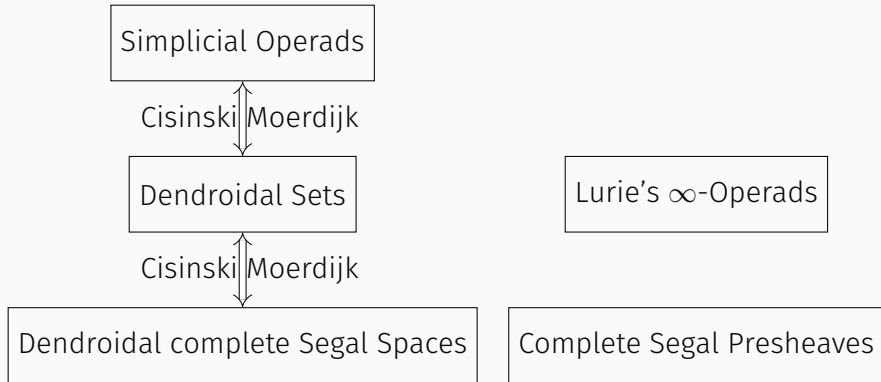 Simplicial Operads
Cisinski Moerdijk
Dendroidal Sets
Lurie's ∞-Operads
Cisinski Moerdijk
Dendroidal complete Segal Spaces
Complete Segal Presheaves